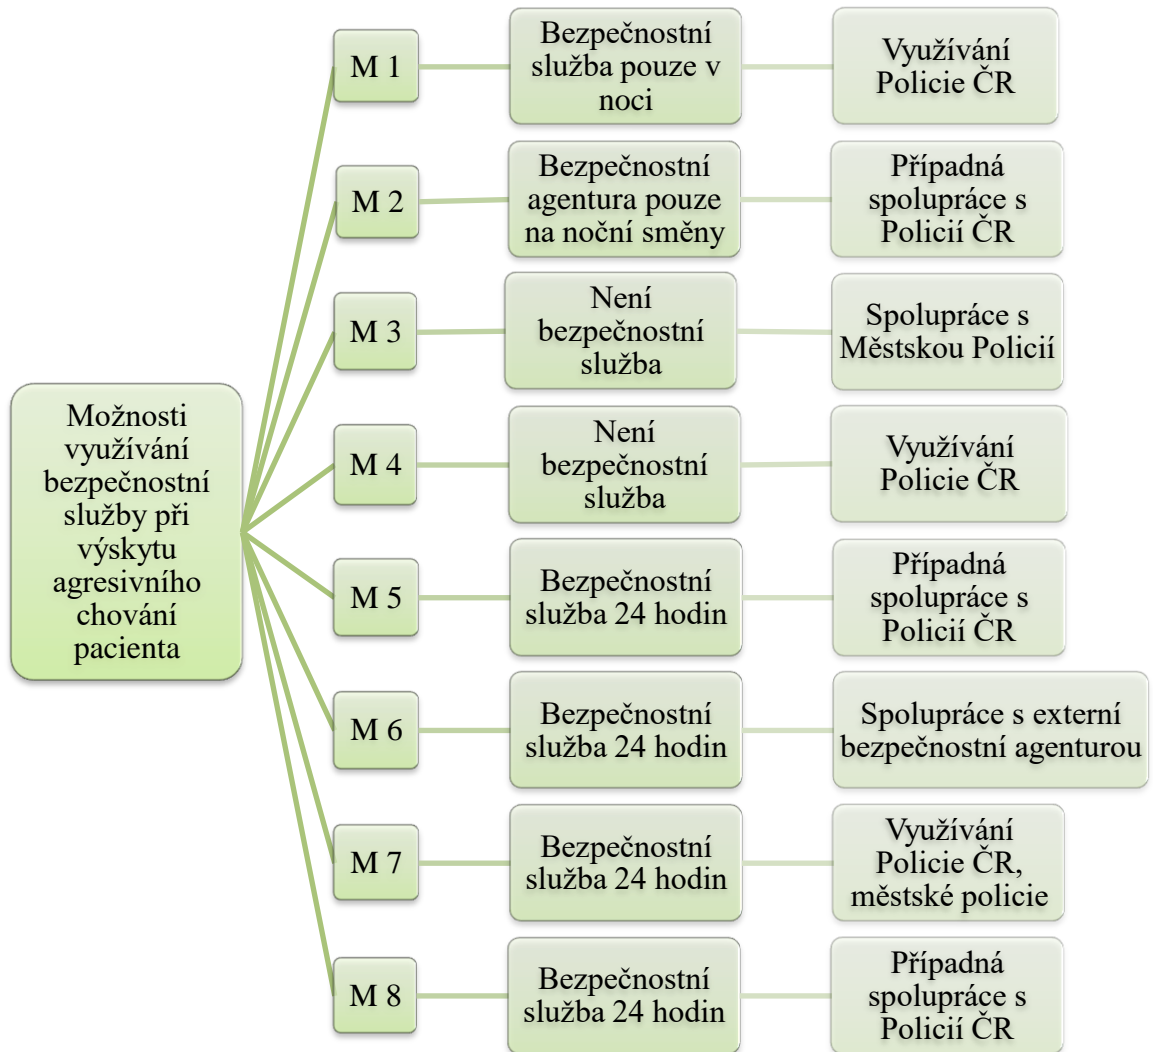 Možnosti
využívání
bezpečnostní
služby při
výskytu
agresivního
chování
pacienta
M 1
Bezpečnostní
služba pouze v
noci
Využívání
Policie ČR
M 2
Bezpečnostní
agentura pouze
na noční směny
Případná
spolupráce s
Policií ČR
M 3
Není
bezpečnostní
služba
Spolupráce s
Městskou Policií
M 4
Není
bezpečnostní
služba
Využívání
Policie ČR
M 5
Bezpečnostní
služba 24 hodin
Případná
spolupráce s
Policií ČR
M 6
Bezpečnostní
služba 24 hodin
Spolupráce s externí
bezpečnostní agenturou
M 7
Bezpečnostní
služba 24 hodin
Využívání
Policie ČR,
městské policie
M 8
Bezpečnostní
služba 24 hodin
Případná
spolupráce s
Policií ČR